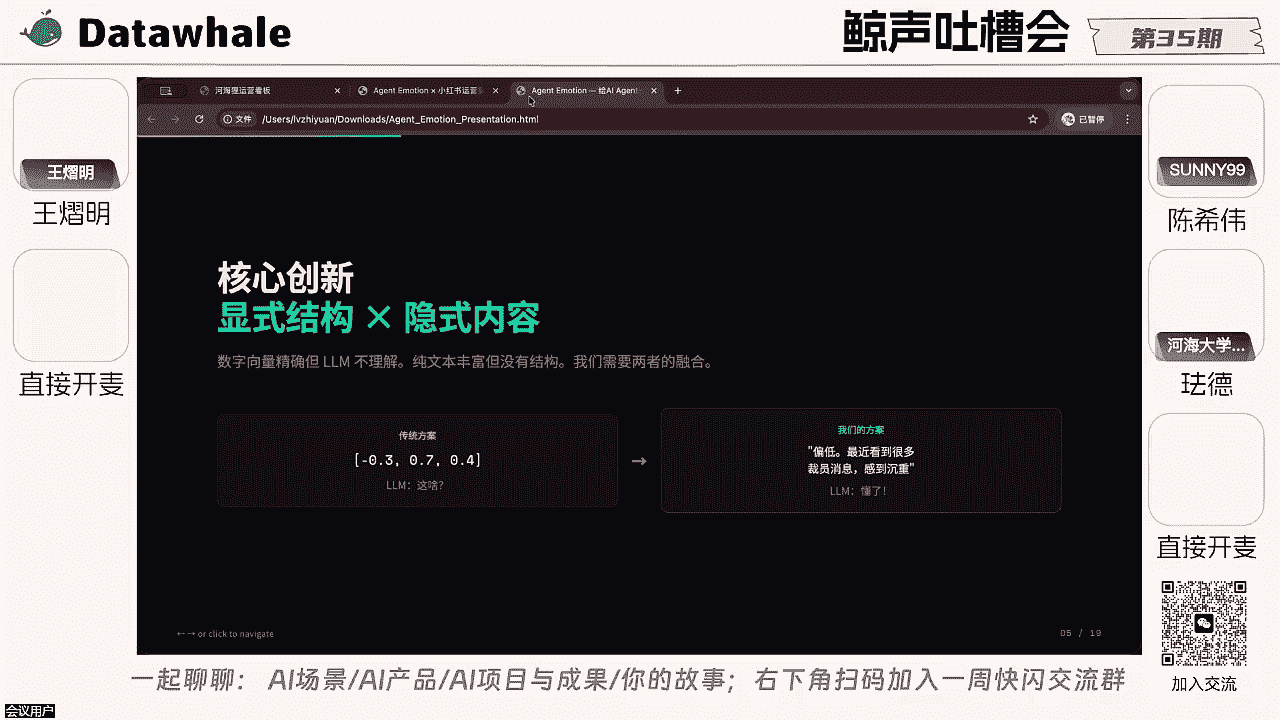 Datawhale
鲸声吐槽会
第35期
河海狸运营看板
Agent Emotion × 小红书运营
Agent Emotion — 给AI Agent
文件
/Users/lvzhiyuan/Downloads/Agent_Emotion_Presentation.html
已暂停
王熠明
王熠明
直接开麦
核心创新
显式结构 × 隐式内容
数字向量精确但 LLM 不理解。纯文本丰富但没有结构。我们需要两者的融合。
传统方案
[-0.3, 0.7, 0.4]
LLM：这啥？
→
我们的方案
"偏低。最近看到很多
裁员消息，感到沉重"
LLM：懂了！
←→ or click to navigate
05 / 19
SUNNY99
陈希伟
河海大学...
珐德
直接开麦
加入交流
一起聊聊： AI场景/AI产品/AI项目与成果/你的故事；右下角扫码加入一周快闪交流群
会议用户